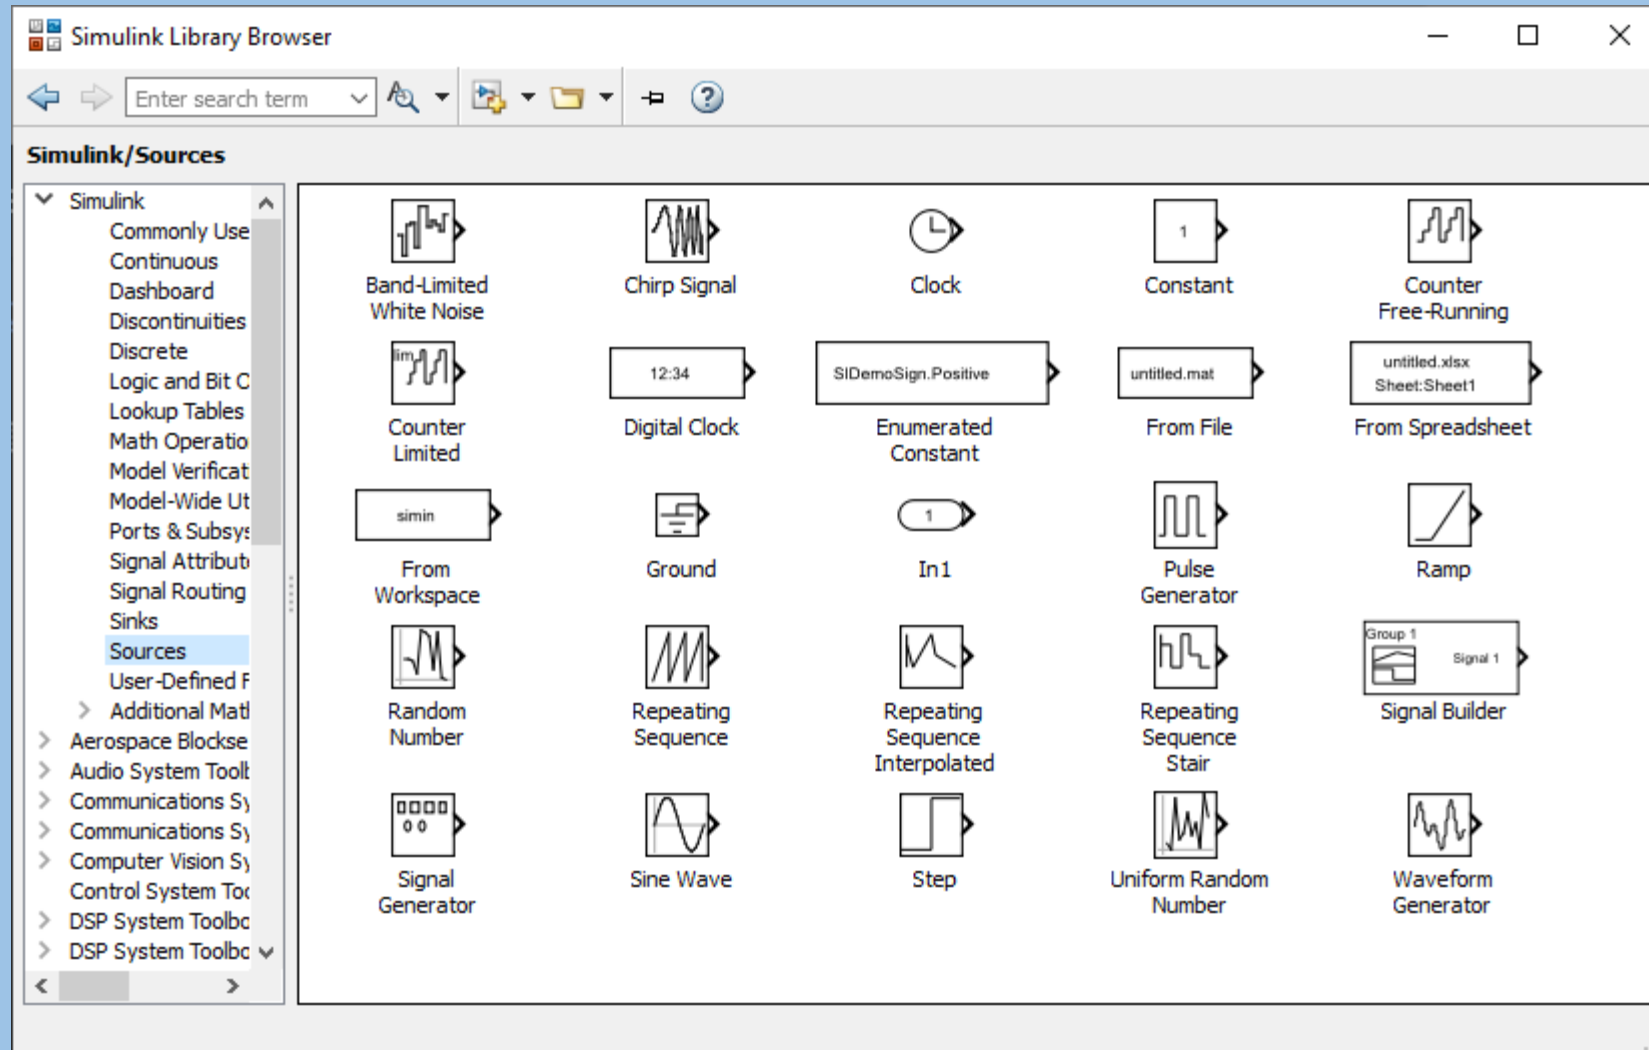 Simulink Library Browser
Enter search term
Simulink/Sources
Simulink
Commonly Use
Continuous
Dashboard
Discontinuities
Discrete
Logic and Bit O
Lookup Tables
Math Operatio
Model Verificat
Model-Wide Ut
Ports & Subsys
Signal Attribut
Signal Routing
Sinks
Sources
User-Defined F
Additional Mat
Aerospace Blockse
Audio System Toolb
Communications Sy
Communications Sy
Computer Vision Sy
Control System Too
DSP System Toolbo
DSP System Toolbo
Band-Limited
White Noise
Chirp Signal
Clock
1
Constant
Counter
Free-Running
lim
Counter
Limited
12:34
Digital Clock
SlDemoSign.Positive
Enumerated
Constant
untitled.mat
From File
untitled.xlsx
Sheet:Sheet1
From Spreadsheet
simin
From
Workspace
Ground
1
In1
Pulse
Generator
Ramp
Random
Number
Repeating
Sequence
Repeating
Sequence
Interpolated
Repeating
Sequence
Stair
Group 1
Signal 1
Signal Builder
Signal
Generator
Sine Wave
Step
Uniform Random
Number
Waveform
Generator